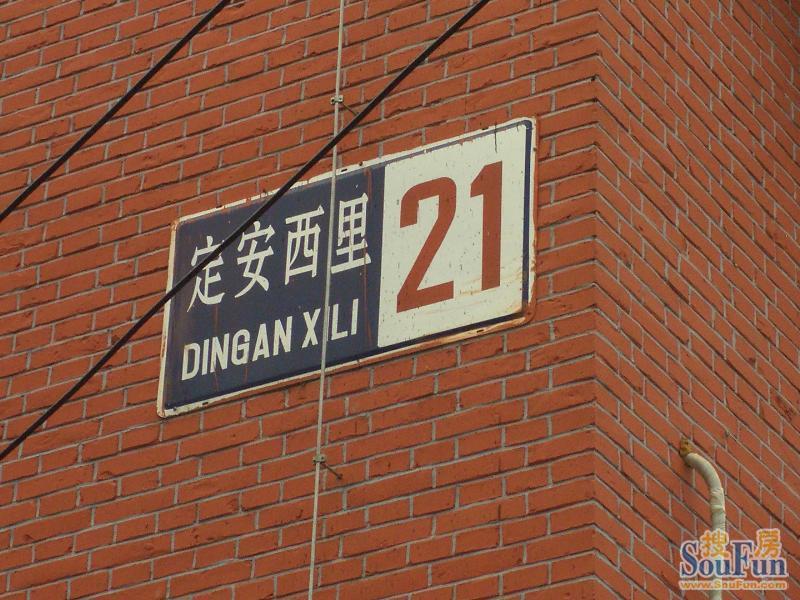 定安西里
DINGAN XILI
21
搜房
SouFun
www.SouFun.com